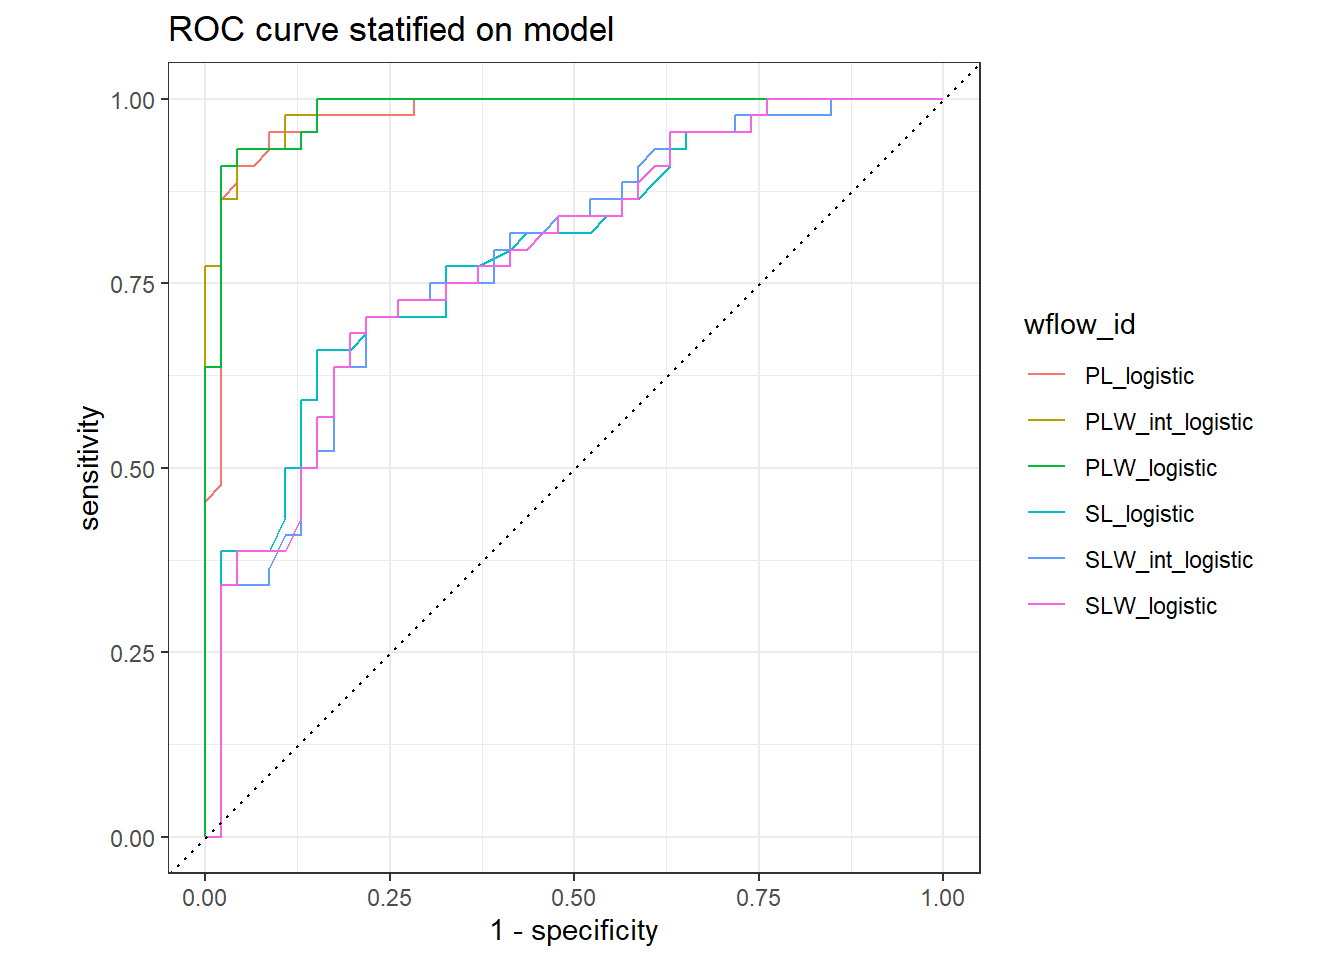 ROC curve statified on model
1.00
0.75
0.50
0.25
0.00
sensitivity
0.00 0.25 0.50 0.75 1.00
1 - specificity
wflow_id
PL_logistic
PLW_int_logistic
PLW_logistic
SL_logistic
SLW_int_logistic
SLW_logistic